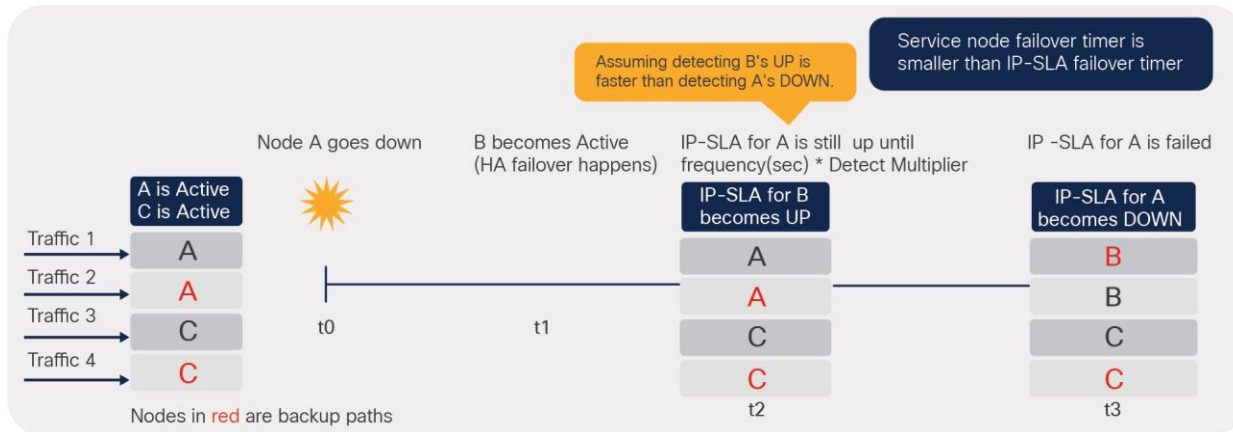 Service node failover timer is
smaller than IP-SLA failover timer
Assuming detecting B's UP is
faster than detecting A's DOWN.
Node A goes down
B becomes Active
(HA failover happens)
IP-SLA for A is still up until
frequency(sec) * Detect Multiplier
IP -SLA for A is failed
A is Active
C is Active
IP-SLA for B
becomes UP
IP-SLA for A
becomes DOWN
Traffic 1
A
A
B
Traffic 2
A
A
B
Traffic 3
C
C
C
Traffic 4
C
C
C
t0
t1
t2
t3
Nodes in red are backup paths